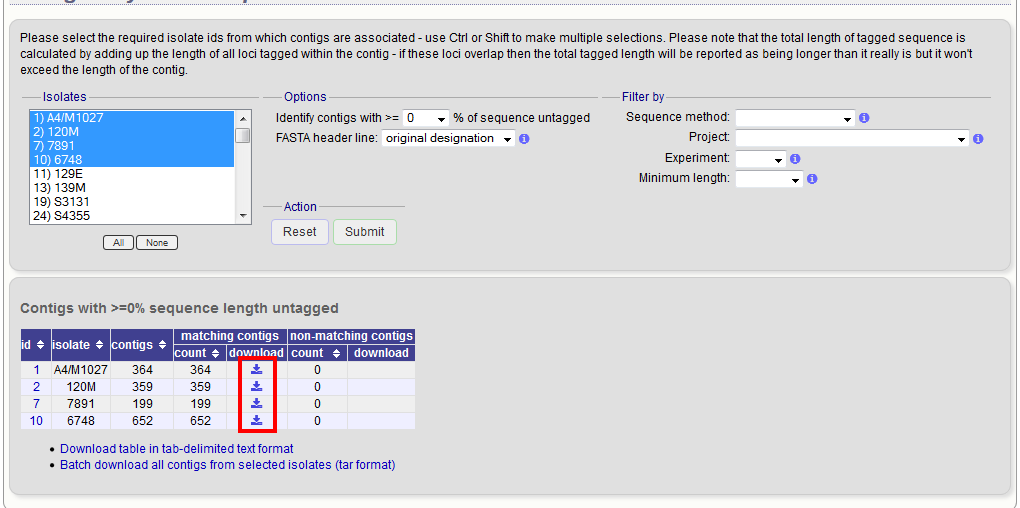 Please select the required isolate ids from which contigs are associated - use Ctrl or Shift to make multiple selections. Please note that the total length of tagged sequence is
calculated by adding up the length of all loci tagged within the contig - if these loci overlap then the total tagged length will be reported as being longer than it really is but it won't
exceed the length of the contig.
Isolates
1) A4/M1027
2) 120M
7) 7891
10) 6748
11) 129E
13) 139M
19) S3131
24) S4355
All None
Options
Identify contigs with >= 0 % of sequence untagged
FASTA header line: original designation
Action
Reset Submit
Filter by
Sequence method:
Project:
Experiment:
Minimum length:
Contigs with >=0% sequence length untagged
id isolate contigs matching contigs non-matching contigs
count download count download
1 A4/M1027 364 364 0
2 120M 359 359 0
7 7891 199 199 0
10 6748 652 652 0
Download table in tab-delimited text format
Batch download all contigs from selected isolates (tar format)